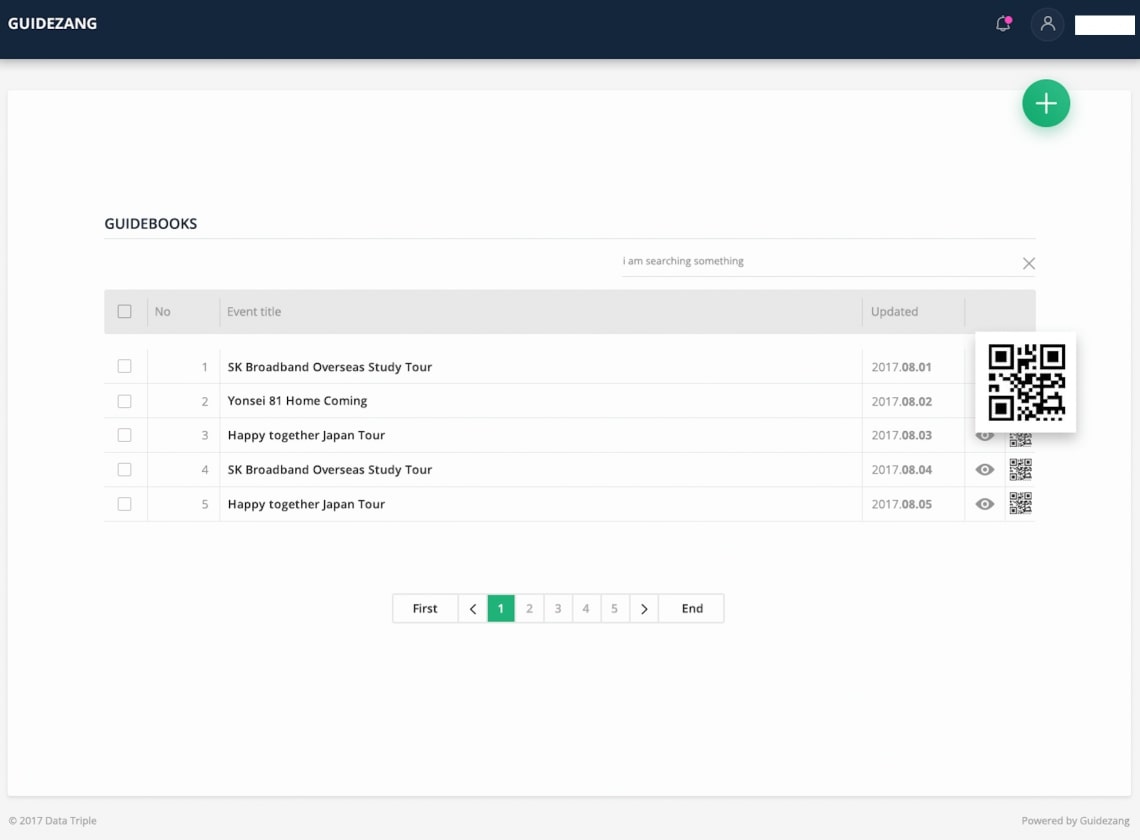 GUIDEZANG
GUIDEBOOKS
i am searching something
No Event title Updated
1 SK Broadband Overseas Study Tour 2017.08.01
2 Yonsei 81 Home Coming 2017.08.02
3 Happy together Japan Tour 2017.08.03
4 SK Broadband Overseas Study Tour 2017.08.04
5 Happy together Japan Tour 2017.08.05
First < 1 2 3 4 5 > End
© 2017 Data Triple Powered by Guidezang